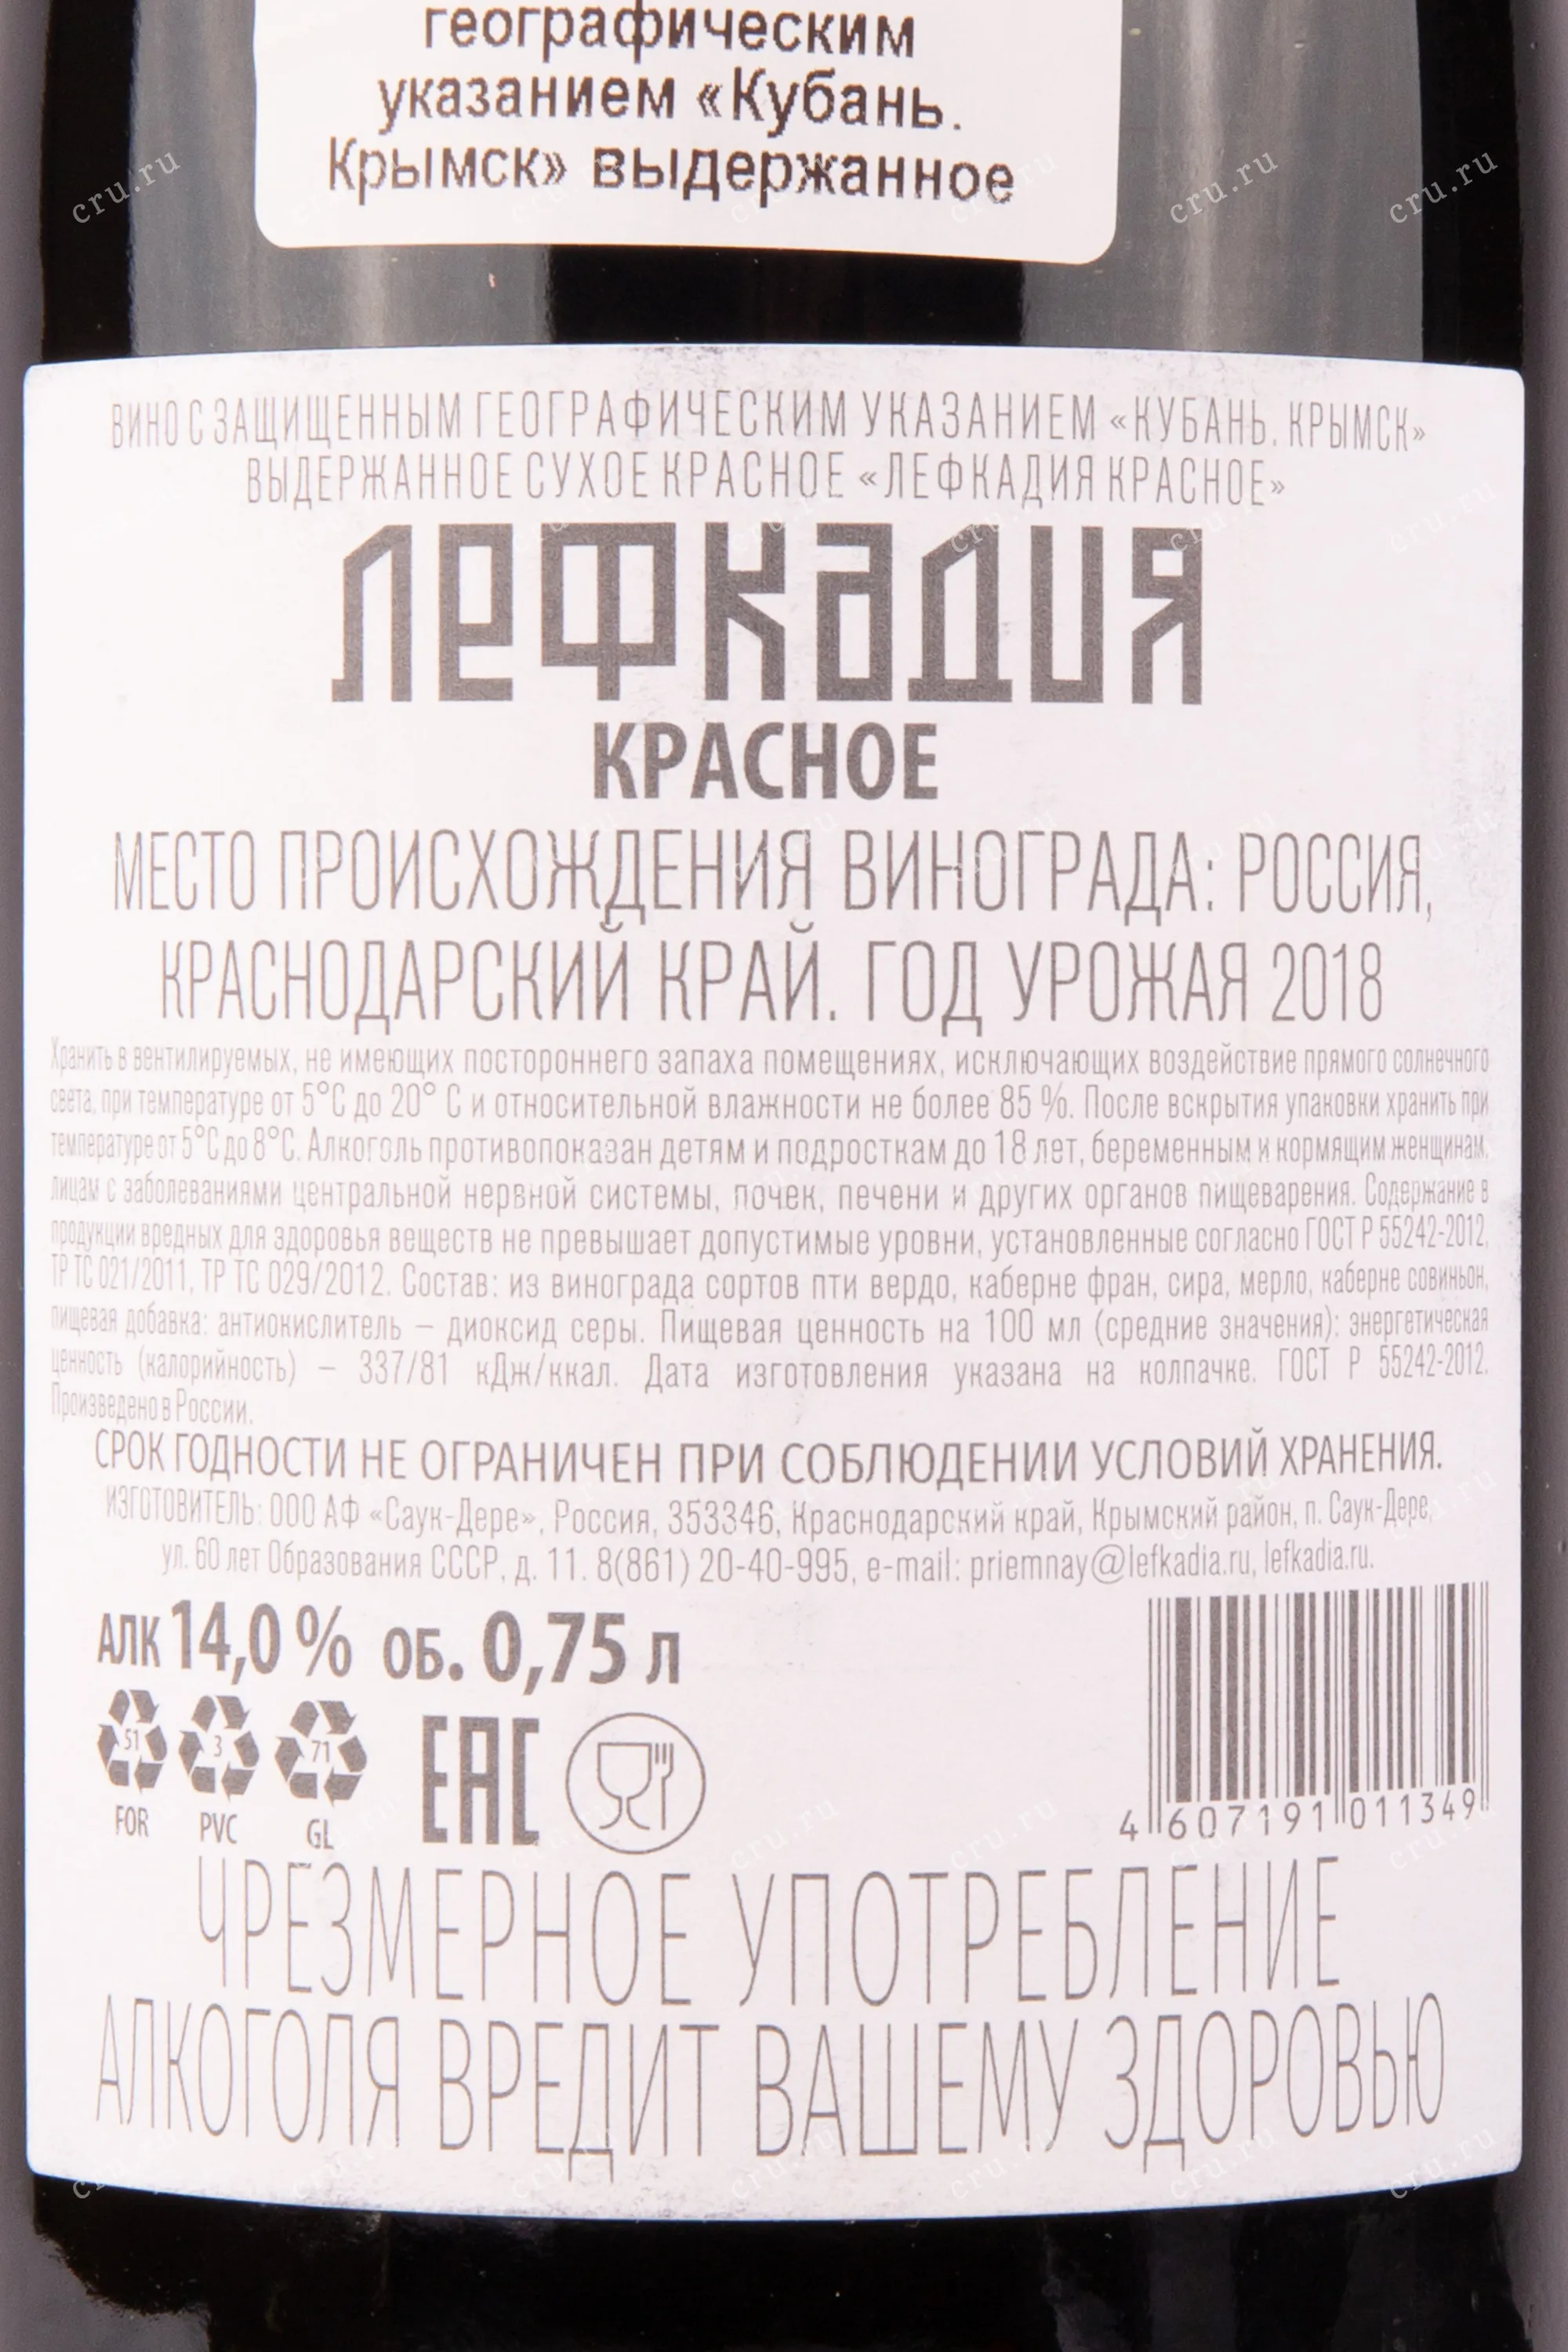 географическим
указанием «Кубань.
Крымск» выдержанное
ВИНО С ЗАЩИЩЕННЫМ ГЕОГРАФИЧЕСКИМ УКАЗАНИЕМ «КУБАНЬ. КРЫМСК»
ВЫДЕРЖАННОЕ СУХОЕ КРАСНОЕ «ЛЕФКАДИЯ КРАСНОЕ»
ЛЕФКАДИЯ
КРАСНОЕ
МЕСТО ПРОИСХОЖДЕНИЯ ВИНОГРАДА: РОССИЯ,
КРАСНОДАРСКИЙ КРАЙ. ГОД УРОЖАЯ 2018
Хранить в вентилируемых, не имеющих постороннего запаха помещениях, исключающих воздействие прямого солнечного
света, при температуре от 5°С до 20° С и относительной влажности не более 85 %. После вскрытия упаковки хранить при
температуре от 5°С до 8°С. Алкоголь противопоказан детям и подросткам до 18 лет, беременным и кормящим женщинам,
лицам с заболеваниями центральной нервной системы, почек, печени и других органов пищеварения. Содержание в
продукции вредных для здоровья веществ не превышает допустимые уровни, установленные согласно ГОСТ Р 55242-2012,
ТР ТС 021/2011, ТР ТС 029/2012. Состав: из винограда сортов пти вердо, каберне фран, сира, мерло, каберне совиньон,
пищевая добавка: антиокислитель – диоксид серы. Пищевая ценность на 100 мл (средние значения): энергетическая
ценность (калорийность) – 337/81 кДж/ккал. Дата изготовления указана на колпачке. ГОСТ Р 55242-2012.
Произведено в России.
СРОК ГОДНОСТИ НЕ ОГРАНИЧЕН ПРИ СОБЛЮДЕНИИ УСЛОВИЙ ХРАНЕНИЯ.
ИЗГОТОВИТЕЛЬ: ООО АФ «Саук-Дере», Россия, 353346, Краснодарский край, Крымский район, п. Саук-Дере,
ул. 60 лет Образования СССР, д. 11. 8(861) 20-40-995, e-mail: priemnay@lefkadia.ru, lefkadia.ru.
АЛК 14,0 % ОБ. 0,75 л
51 3 71
FOR PVC GL
EAC
4 607191 011349
ЧРЕЗМЕРНОЕ УПОТРЕБЛЕНИЕ
АЛКОГОЛЯ ВРЕДИТ ВАШЕМУ ЗДОРОВЬЮ
cru.ru